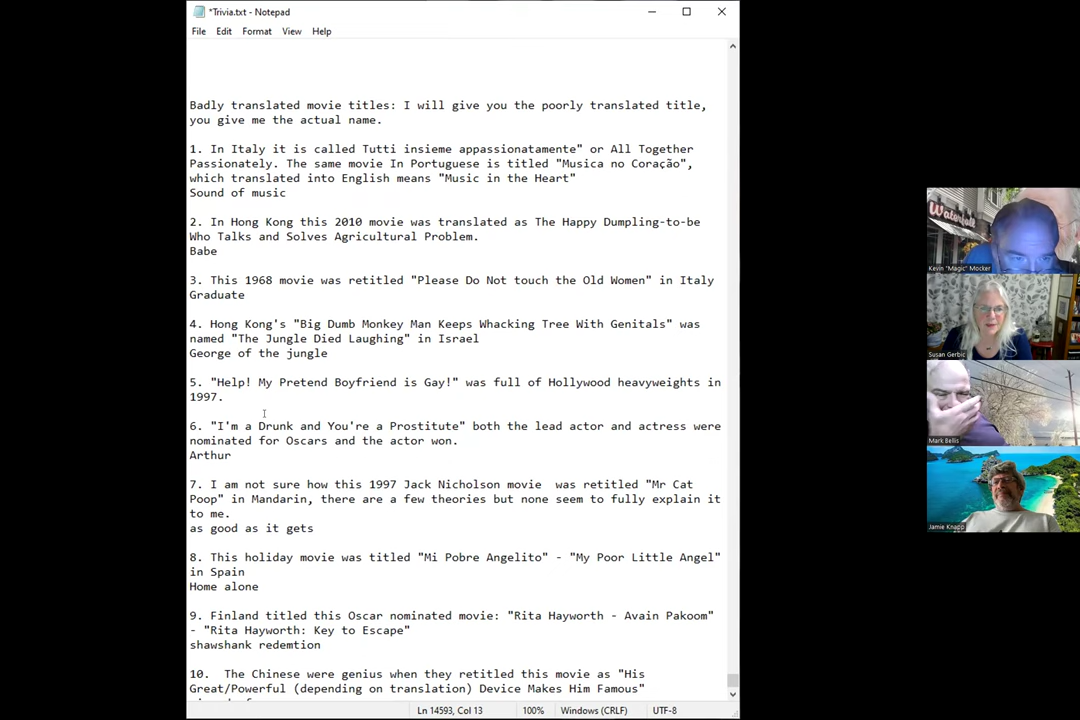 *Trivia.txt - Notepad
File Edit Format View Help
Badly translated movie titles: I will give you the poorly translated title,
you give me the actual name.
1. In Italy it is called Tutti insieme appassionatamente" or All Together
Passionately. The same movie In Portuguese is titled "Musica no Coração",
which translated into English means "Music in the Heart"
Sound of music
2. In Hong Kong this 2010 movie was translated as The Happy Dumpling-to-be
Who Talks and Solves Agricultural Problem.
Babe
3. This 1968 movie was retitled "Please Do Not touch the Old Women" in Italy
Graduate
4. Hong Kong's "Big Dumb Monkey Man Keeps Whacking Tree With Genitals" was
named "The Jungle Died Laughing" in Israel
George of the jungle
5. "Help! My Pretend Boyfriend is Gay!" was full of Hollywood heavyweights in
1997.
6. "I'm a Drunk and You're a Prostitute" both the lead actor and actress were
nominated for Oscars and the actor won.
Arthur
7. I am not sure how this 1997 Jack Nicholson movie  was retitled "Mr Cat
Poop" in Mandarin, there are a few theories but none seem to fully explain it
to me.
as good as it gets
8. This holiday movie was titled "Mi Pobre Angelito" - "My Poor Little Angel"
in Spain
Home alone
9. Finland titled this Oscar nominated movie: "Rita Hayworth - Avain Pakoom"
- "Rita Hayworth: Key to Escape"
shawshank redemtion
10.  The Chinese were genius when they retitled this movie as "His
Great/Powerful (depending on translation) Device Makes Him Famous"
Ln 14593, Col 13 100% Windows (CRLF) UTF-8
Waterfall
Kevin "Magic" Mocker
Susan Gerbic
Mark Bellis
Jamie Knapp